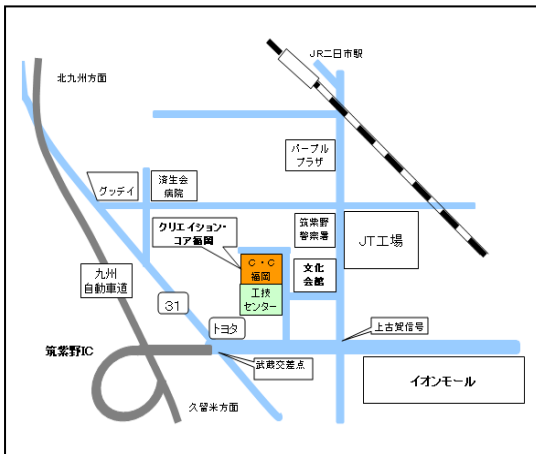 JR二日市駅
北九州方面
パープル
プラザ
グッデイ
済生会
病院
クリエイション・
コア福岡
筑紫野
警察署
JT工場
C・C
福岡
文化
会館
九州
自動車道
工技
センター
31
トヨタ
上古賀信号
筑紫野IC
武蔵交差点
イオンモール
久留米方面